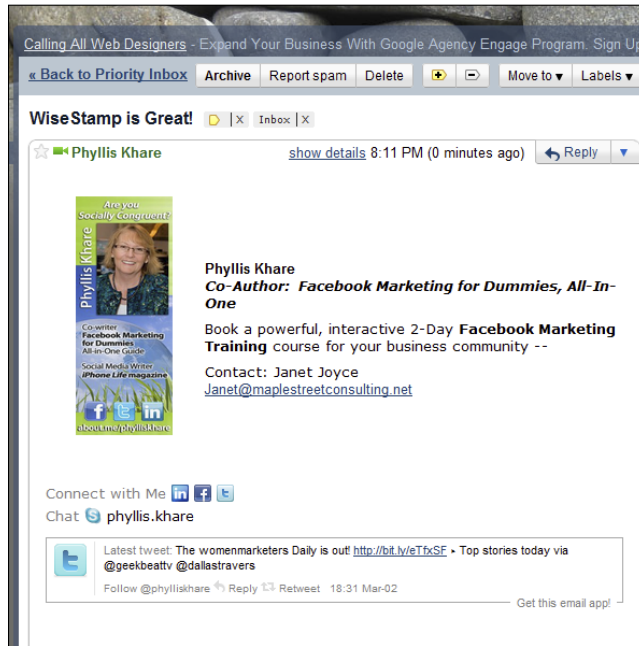 Calling All Web Designers - Expand Your Business With Google Agency Engage Program. Sign Up
« Back to Priority Inbox Archive Report spam Delete Move to ▾ Labels ▾
WiseStamp is Great! | X Inbox | X
Phyllis Khare show details 8:11 PM (0 minutes ago) Reply ▾
Are you
Socially Congruent?
Phyllis Khare
Co-writer
Facebook Marketing
for Dummies
All-in-One Guide
Social Media Writer
iPhone Life magazine
f t in
about.me/phylliskhare
Phyllis Khare
Co-Author: Facebook Marketing for Dummies, All-In-
One
Book a powerful, interactive 2-Day Facebook Marketing
Training course for your business community --
Contact: Janet Joyce
Janet@maplestreetconsulting.net
Connect with Me in f t
Chat S phyllis.khare
t
Latest tweet: The womenmarketers Daily is out! http://bit.ly/eTfxSF ▸ Top stories today via
@geekbeattv @dallastravers
Follow @phylliskhare Reply Retweet 18:31 Mar-02
Get this email app!